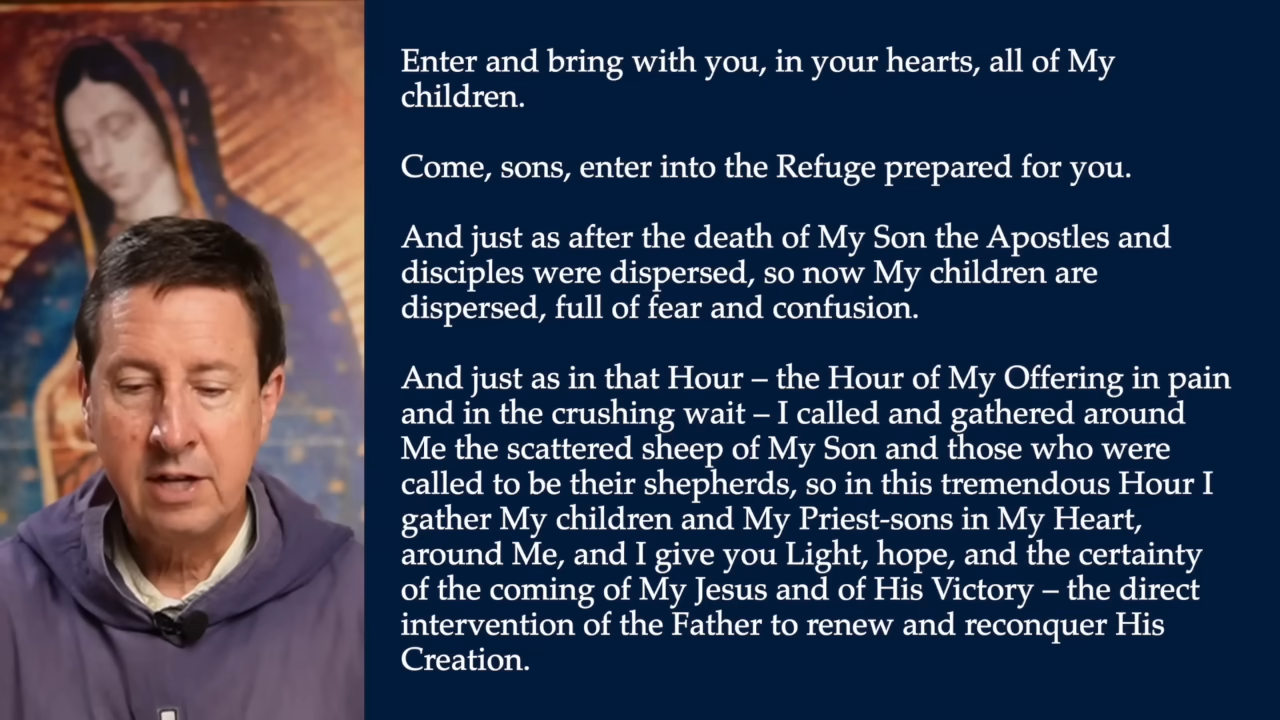 Enter and bring with you, in your hearts, all of My
children.
Come, sons, enter into the Refuge prepared for you.
And just as after the death of My Son the Apostles and
disciples were dispersed, so now My children are
dispersed, full of fear and confusion.
And just as in that Hour – the Hour of My Offering in pain
and in the crushing wait – I called and gathered around
Me the scattered sheep of My Son and those who were
called to be their shepherds, so in this tremendous Hour I
gather My children and My Priest-sons in My Heart,
around Me, and I give you Light, hope, and the certainty
of the coming of My Jesus and of His Victory – the direct
intervention of the Father to renew and reconquer His
Creation.